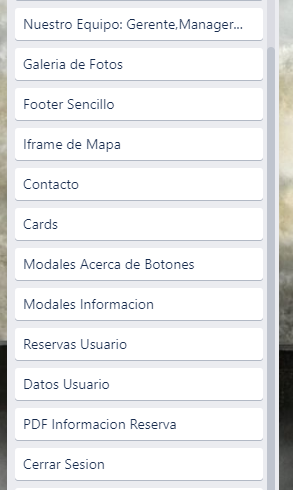 Nuestro Equipo: Gerente,Manager...
Galeria de Fotos
Footer Sencillo
Iframe de Mapa
Contacto
Cards
Modales Acerca de Botones
Modales Informacion
Reservas Usuario
Datos Usuario
PDF Informacion Reserva
Cerrar Sesion